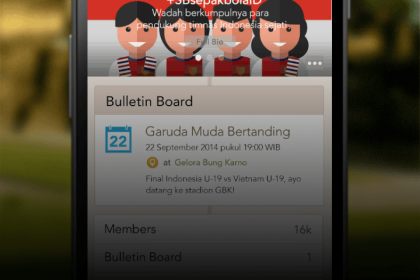 +SBsepakbolaID
Wadah berkumpulnya para
pendukung timnas Indonesia sejati
Full Bio
Bulletin Board
22
Garuda Muda Bertanding
22 September 2014 pukul 19:00 WIB
at Gelora Bung Karno
Final Indonesia U-19 vs Vietnam U-19, ayo
datang ke stadion GBK!
Members 16k
Bulletin Board 1